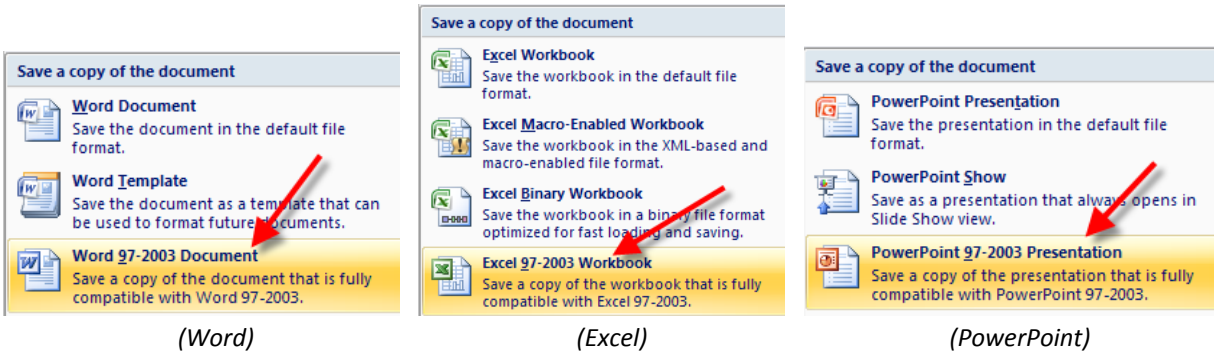 Save a copy of the document
Word Document
Save the document in the default file
format.
Word Template
Save the document as a template that can
be used to format future documents.
Word 97-2003 Document
Save a copy of the document that is fully
compatible with Word 97-2003.
(Word)
Save a copy of the document
Excel Workbook
Save the workbook in the default file
format.
Excel Macro-Enabled Workbook
Save the workbook in the XML-based and
macro-enabled file format.
Excel Binary Workbook
Save the workbook in a binary file format
optimized for fast loading and saving.
Excel 97-2003 Workbook
Save a copy of the workbook that is fully
compatible with Excel 97-2003.
(Excel)
Save a copy of the document
PowerPoint Presentation
Save the presentation in the default file
format.
PowerPoint Show
Save as a presentation that always opens in
Slide Show view.
PowerPoint 97-2003 Presentation
Save a copy of the presentation that is fully
compatible with PowerPoint 97-2003.
(PowerPoint)